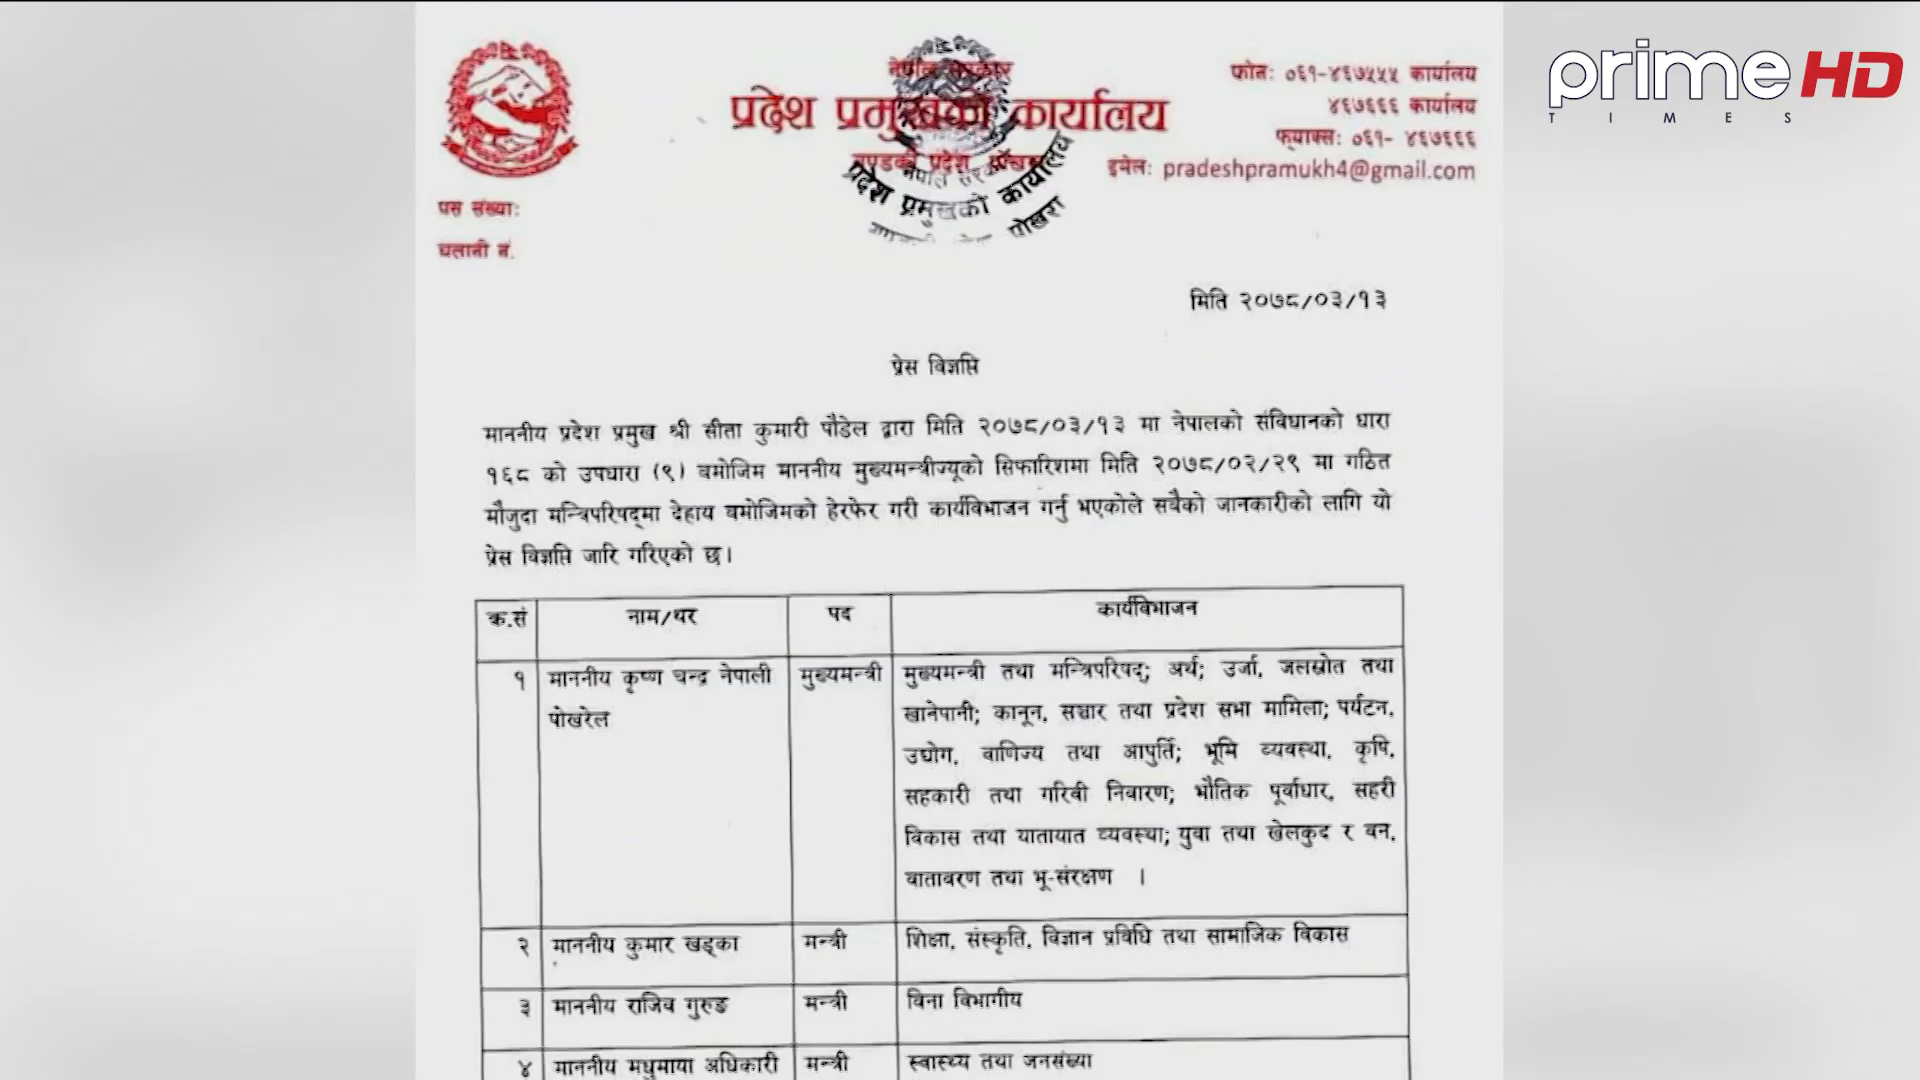 prime HD
TIMES
नेपाल सरकार
प्रदेश प्रमुखको कार्यालय
गण्डकी प्रदेश,
फोन: ०६१-४६७५५५ कार्यालय
४६७६६६ कार्यालय
फ्याक्स: ०६१- ४६७६६६
इमेल: pradeshpramukh4@gmail.com
नेपाल सरकार
प्रदेश प्रमुखको कार्यालय
पोखरा
पत्र संख्या:
चलानी नं.
मिति २०७८/०३/१३
प्रेस विज्ञप्ति
माननीय प्रदेश प्रमुख श्री सीता कुमारी पौडेल द्वारा मिति २०७८/०३/१३ मा नेपालको संविधानको धारा
१६८ को उपधारा (९) बमोजिम माननीय मुख्यमन्त्रीज्यूको सिफारिशमा मिति २०७८/०२/२९ मा गठित
मौजुदा मन्त्रिपरिषद्‌मा देहाय बमोजिमको हेरफेर गरी कार्यविभाजन गर्नु भएकोले सबैको जानकारीको लागि यो
प्रेस विज्ञप्ति जारि गरिएको छ।
क.सं नाम/थर पद कार्यविभाजन
१ माननीय कृष्ण चन्द्र नेपाली मुख्यमन्त्री मुख्यमन्त्री तथा मन्त्रिपरिषद्; अर्थ; उर्जा, जलस्रोत तथा
पोखरेल खानेपानी; कानून, सञ्चार तथा प्रदेश सभा मामिला; पर्यटन,
उद्योग, वाणिज्य तथा आपुर्ति; भूमि व्यवस्था, कृषि,
सहकारी तथा गरिबी निवारण; भौतिक पूर्वाधार, सहरी
विकास तथा यातायात व्यवस्था; युवा तथा खेलकुद र वन,
वातावरण तथा भू-संरक्षण ।
२ माननीय कुमार खड्का मन्त्री शिक्षा, संस्कृति, विज्ञान प्रविधि तथा सामाजिक विकास
३ माननीय राजिव गुरुङ मन्त्री विना विभागीय
४ माननीय मधुमाया अधिकारी मन्त्री स्वास्थ्य तथा जनसंख्या